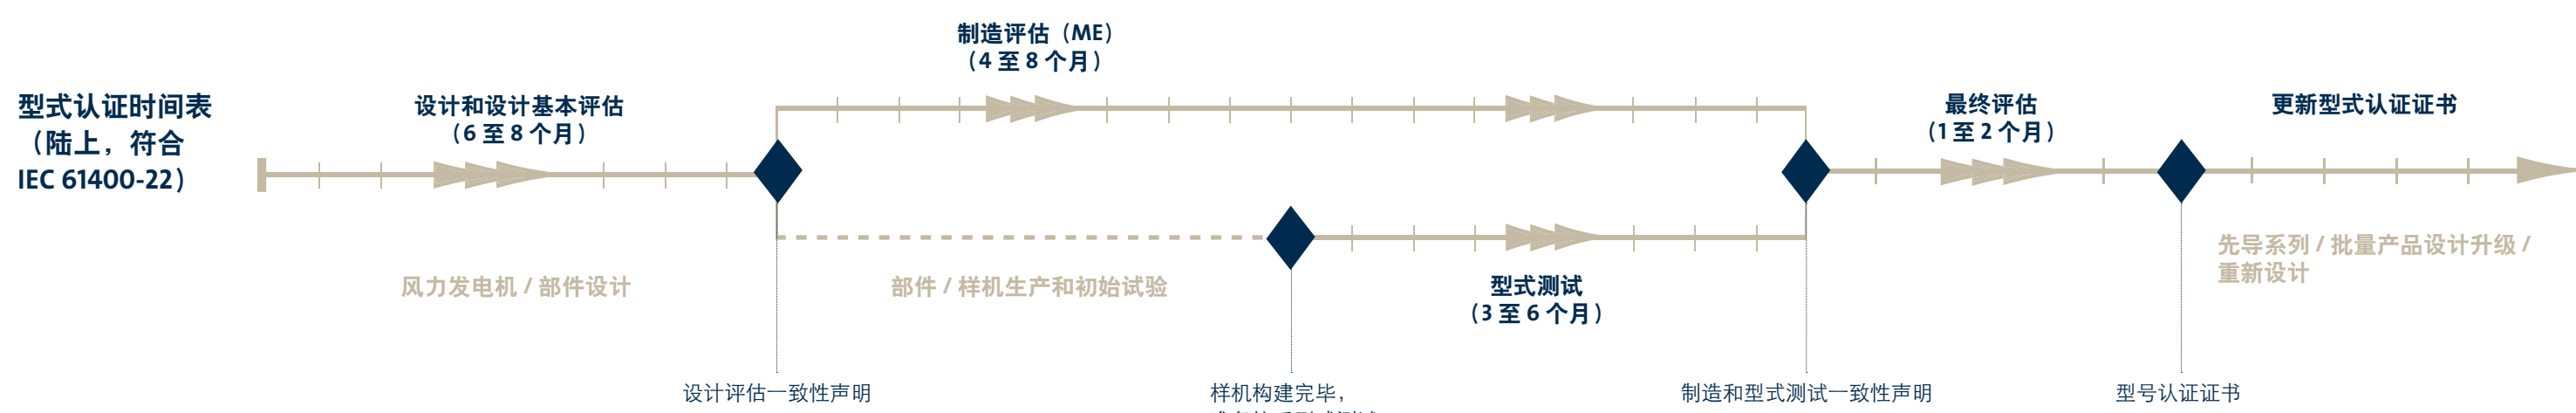 型式认证时间表
（陆上，符合
IEC 61400-22）
设计和设计基本评估
（6 至 8 个月）
制造评估（ME）
（4 至 8 个月）
最终评估
（1 至 2 个月）
更新型式认证证书
风力发电机 / 部件设计
部件 / 样机生产和初始试验
型式测试
（3 至 6 个月）
先导系列 / 批量产品设计升级 /
重新设计
设计评估一致性声明
样机构建完毕，
制造和型式测试一致性声明
型号认证证书